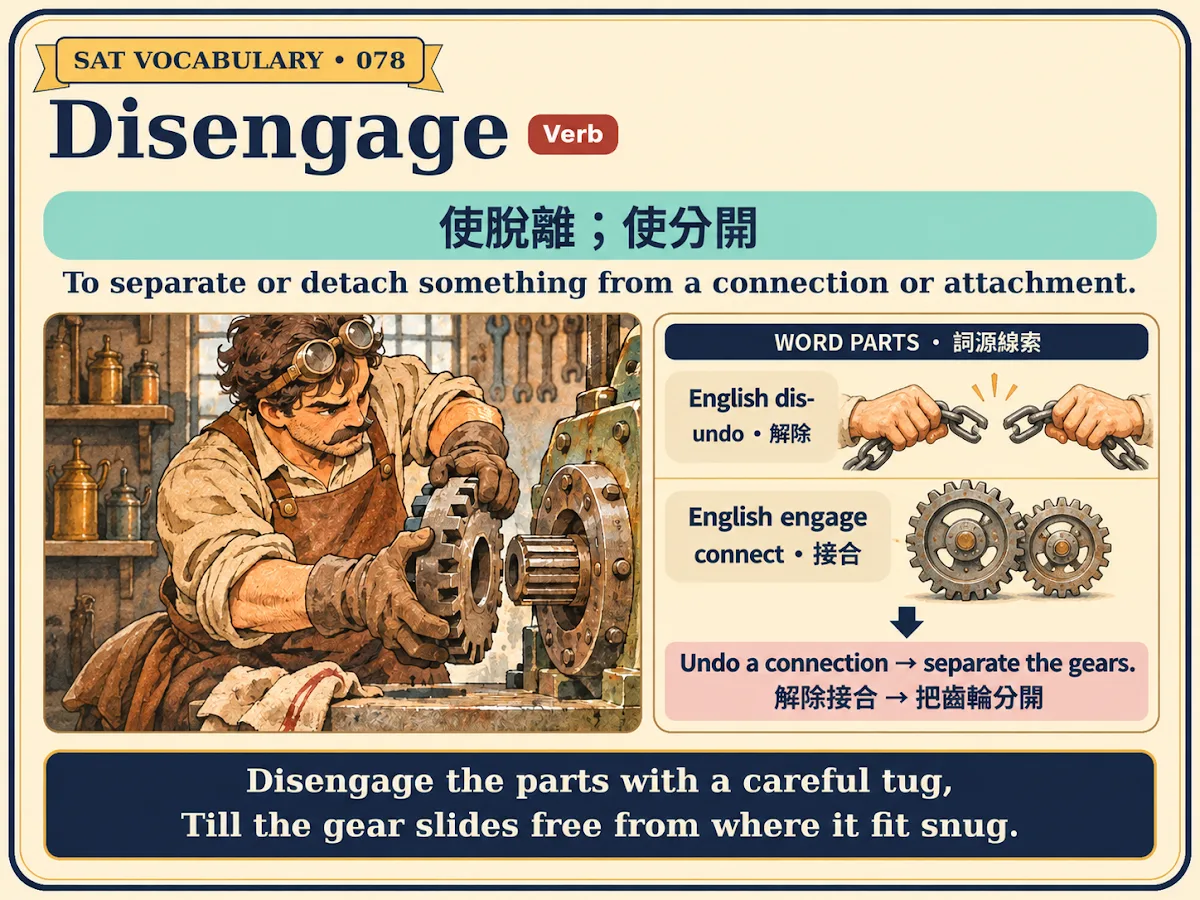 SAT VOCABULARY • 078
Disengage
Verb
使脫離；使分開
To separate or detach something from a connection or attachment.
WORD PARTS • 詞源線索
English dis-
undo • 解除
English engage
connect • 接合
Undo a connection → separate the gears.
解除接合 → 把齒輪分開
Disengage the parts with a careful tug,
Till the gear slides free from where it fit snug.